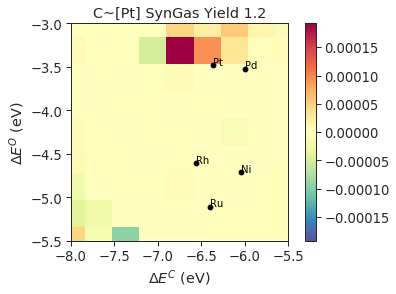 C~[Pt] SynGas Yield 1.2
−3.0
−3.5
−4.0
−4.5
−5.0
−5.5
ΔE^O (eV)
Pt
Pd
Rh
Ni
Ru
−8.0 −7.5 −7.0 −6.5 −6.0 −5.5
ΔE^C (eV)
0.00015
0.00010
0.00005
0.00000
−0.00005
−0.00010
−0.00015